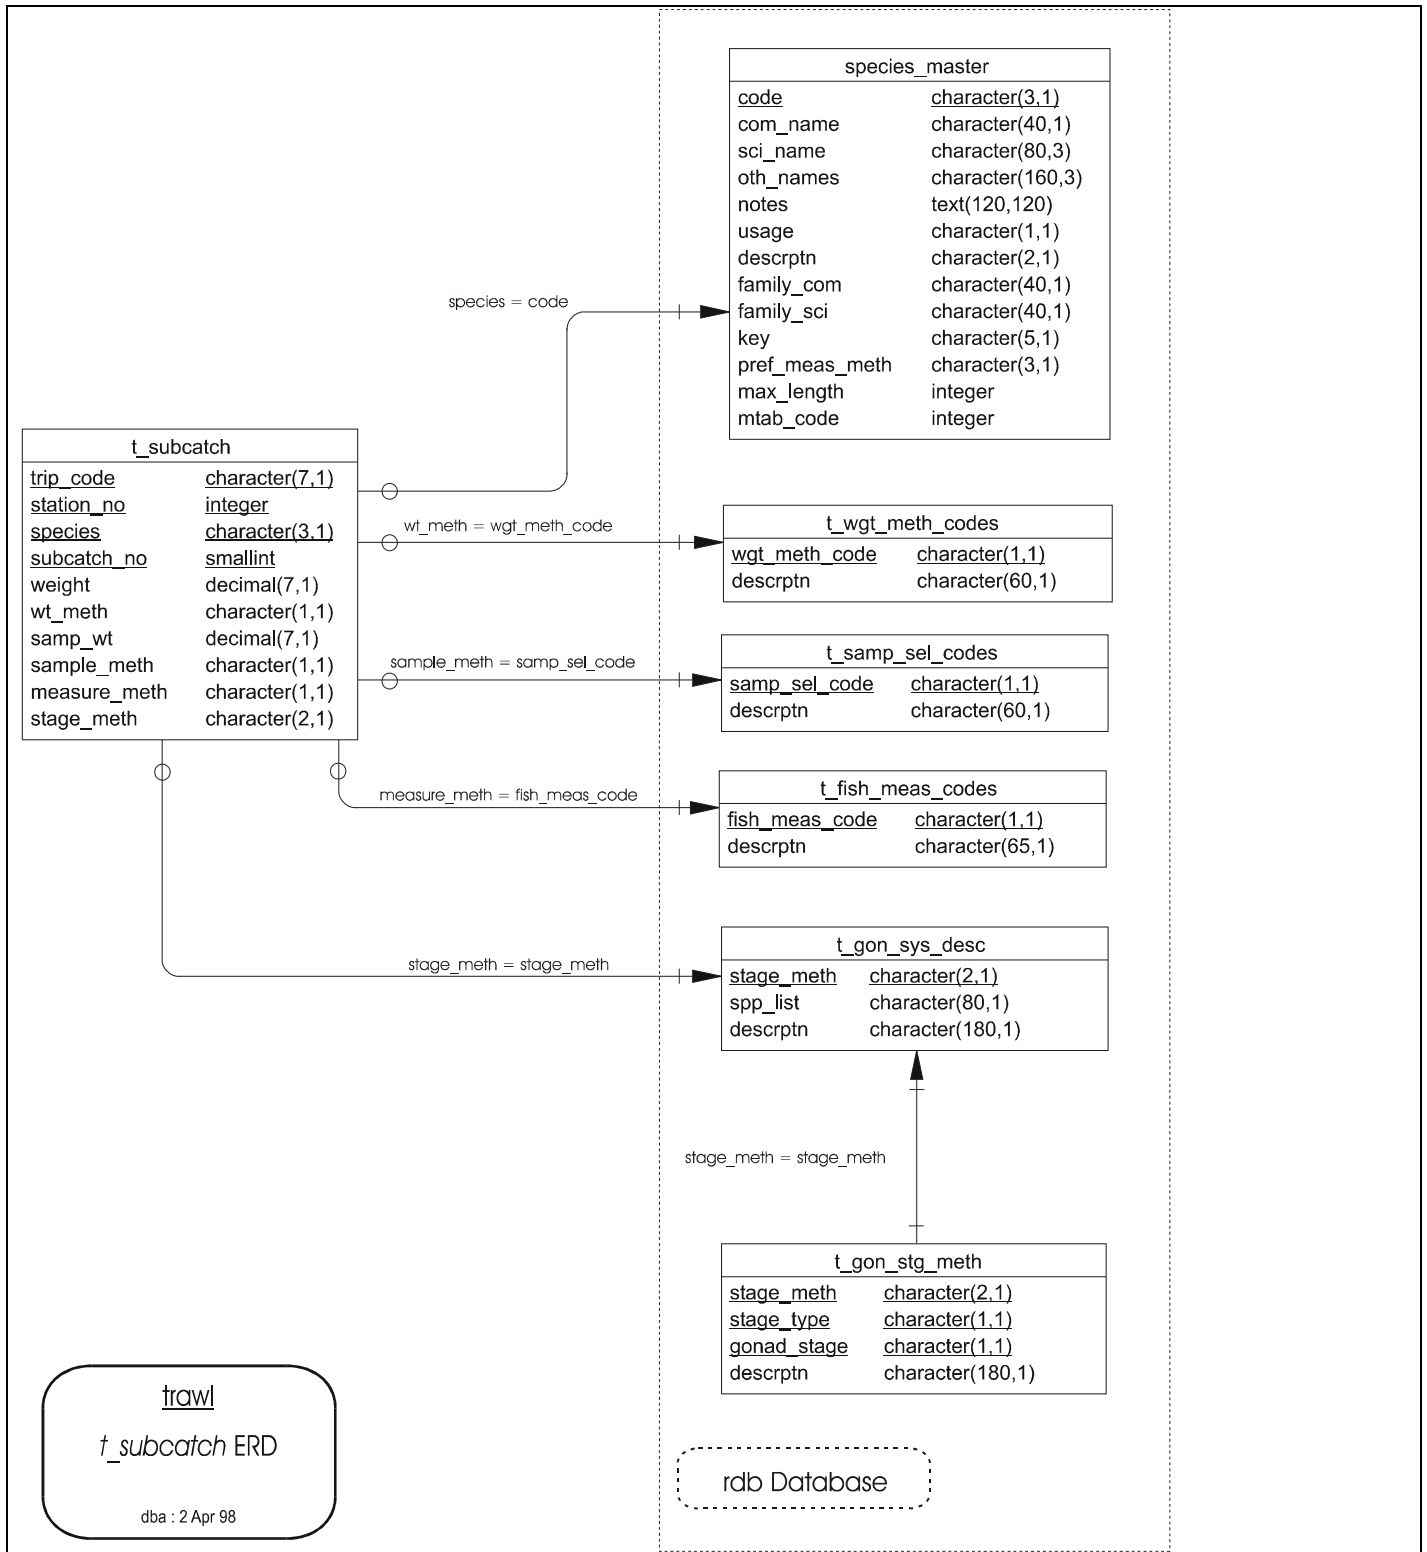 species_master
code character(3,1)
com_name character(40,1)
sci_name character(80,3)
oth_names character(160,3)
notes text(120,120)
usage character(1,1)
descrptn character(2,1)
family_com character(40,1)
family_sci character(40,1)
key character(5,1)
pref_meas_meth character(3,1)
max_length integer
mtab_code integer
species = code
t_subcatch
trip_code character(7,1)
station_no integer
species character(3,1)
subcatch_no smallint
weight decimal(7,1)
wt_meth character(1,1)
samp_wt decimal(7,1)
sample_meth character(1,1)
measure_meth character(1,1)
stage_meth character(2,1)
wt_meth = wgt_meth_code
t_wgt_meth_codes
wgt_meth_code character(1,1)
descrptn character(60,1)
sample_meth = samp_sel_code
t_samp_sel_codes
samp_sel_code character(1,1)
descrptn character(60,1)
measure_meth = fish_meas_code
t_fish_meas_codes
fish_meas_code character(1,1)
descrptn character(65,1)
stage_meth = stage_meth
t_gon_sys_desc
stage_meth character(2,1)
spp_list character(80,1)
descrptn character(180,1)
stage_meth = stage_meth
t_gon_stg_meth
stage_meth character(2,1)
stage_type character(1,1)
gonad_stage character(1,1)
descrptn character(180,1)
trawl
t_subcatch ERD
dba : 2 Apr 98
rdb Database